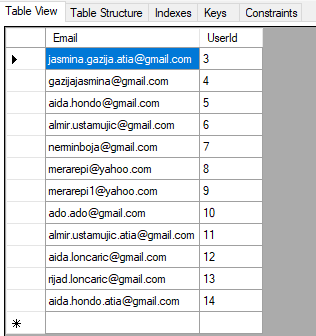 Table View Table Structure Indexes Keys Constraints
Email UserId
jasmina.gazija.atia@gmail.com 3
gazijajasmina@gmail.com 4
aida.hondo@gmail.com 5
almir.ustamujic@gmail.com 6
nerminboja@gmail.com 7
merarepi@yahoo.com 8
merarepi1@yahoo.com 9
ado.ado@gmail.com 10
almir.ustamujic.atia@gmail.com 11
aida.loncaric@gmail.com 12
rijad.loncaric@gmail.com 13
aida.hondo.atia@gmail.com 14